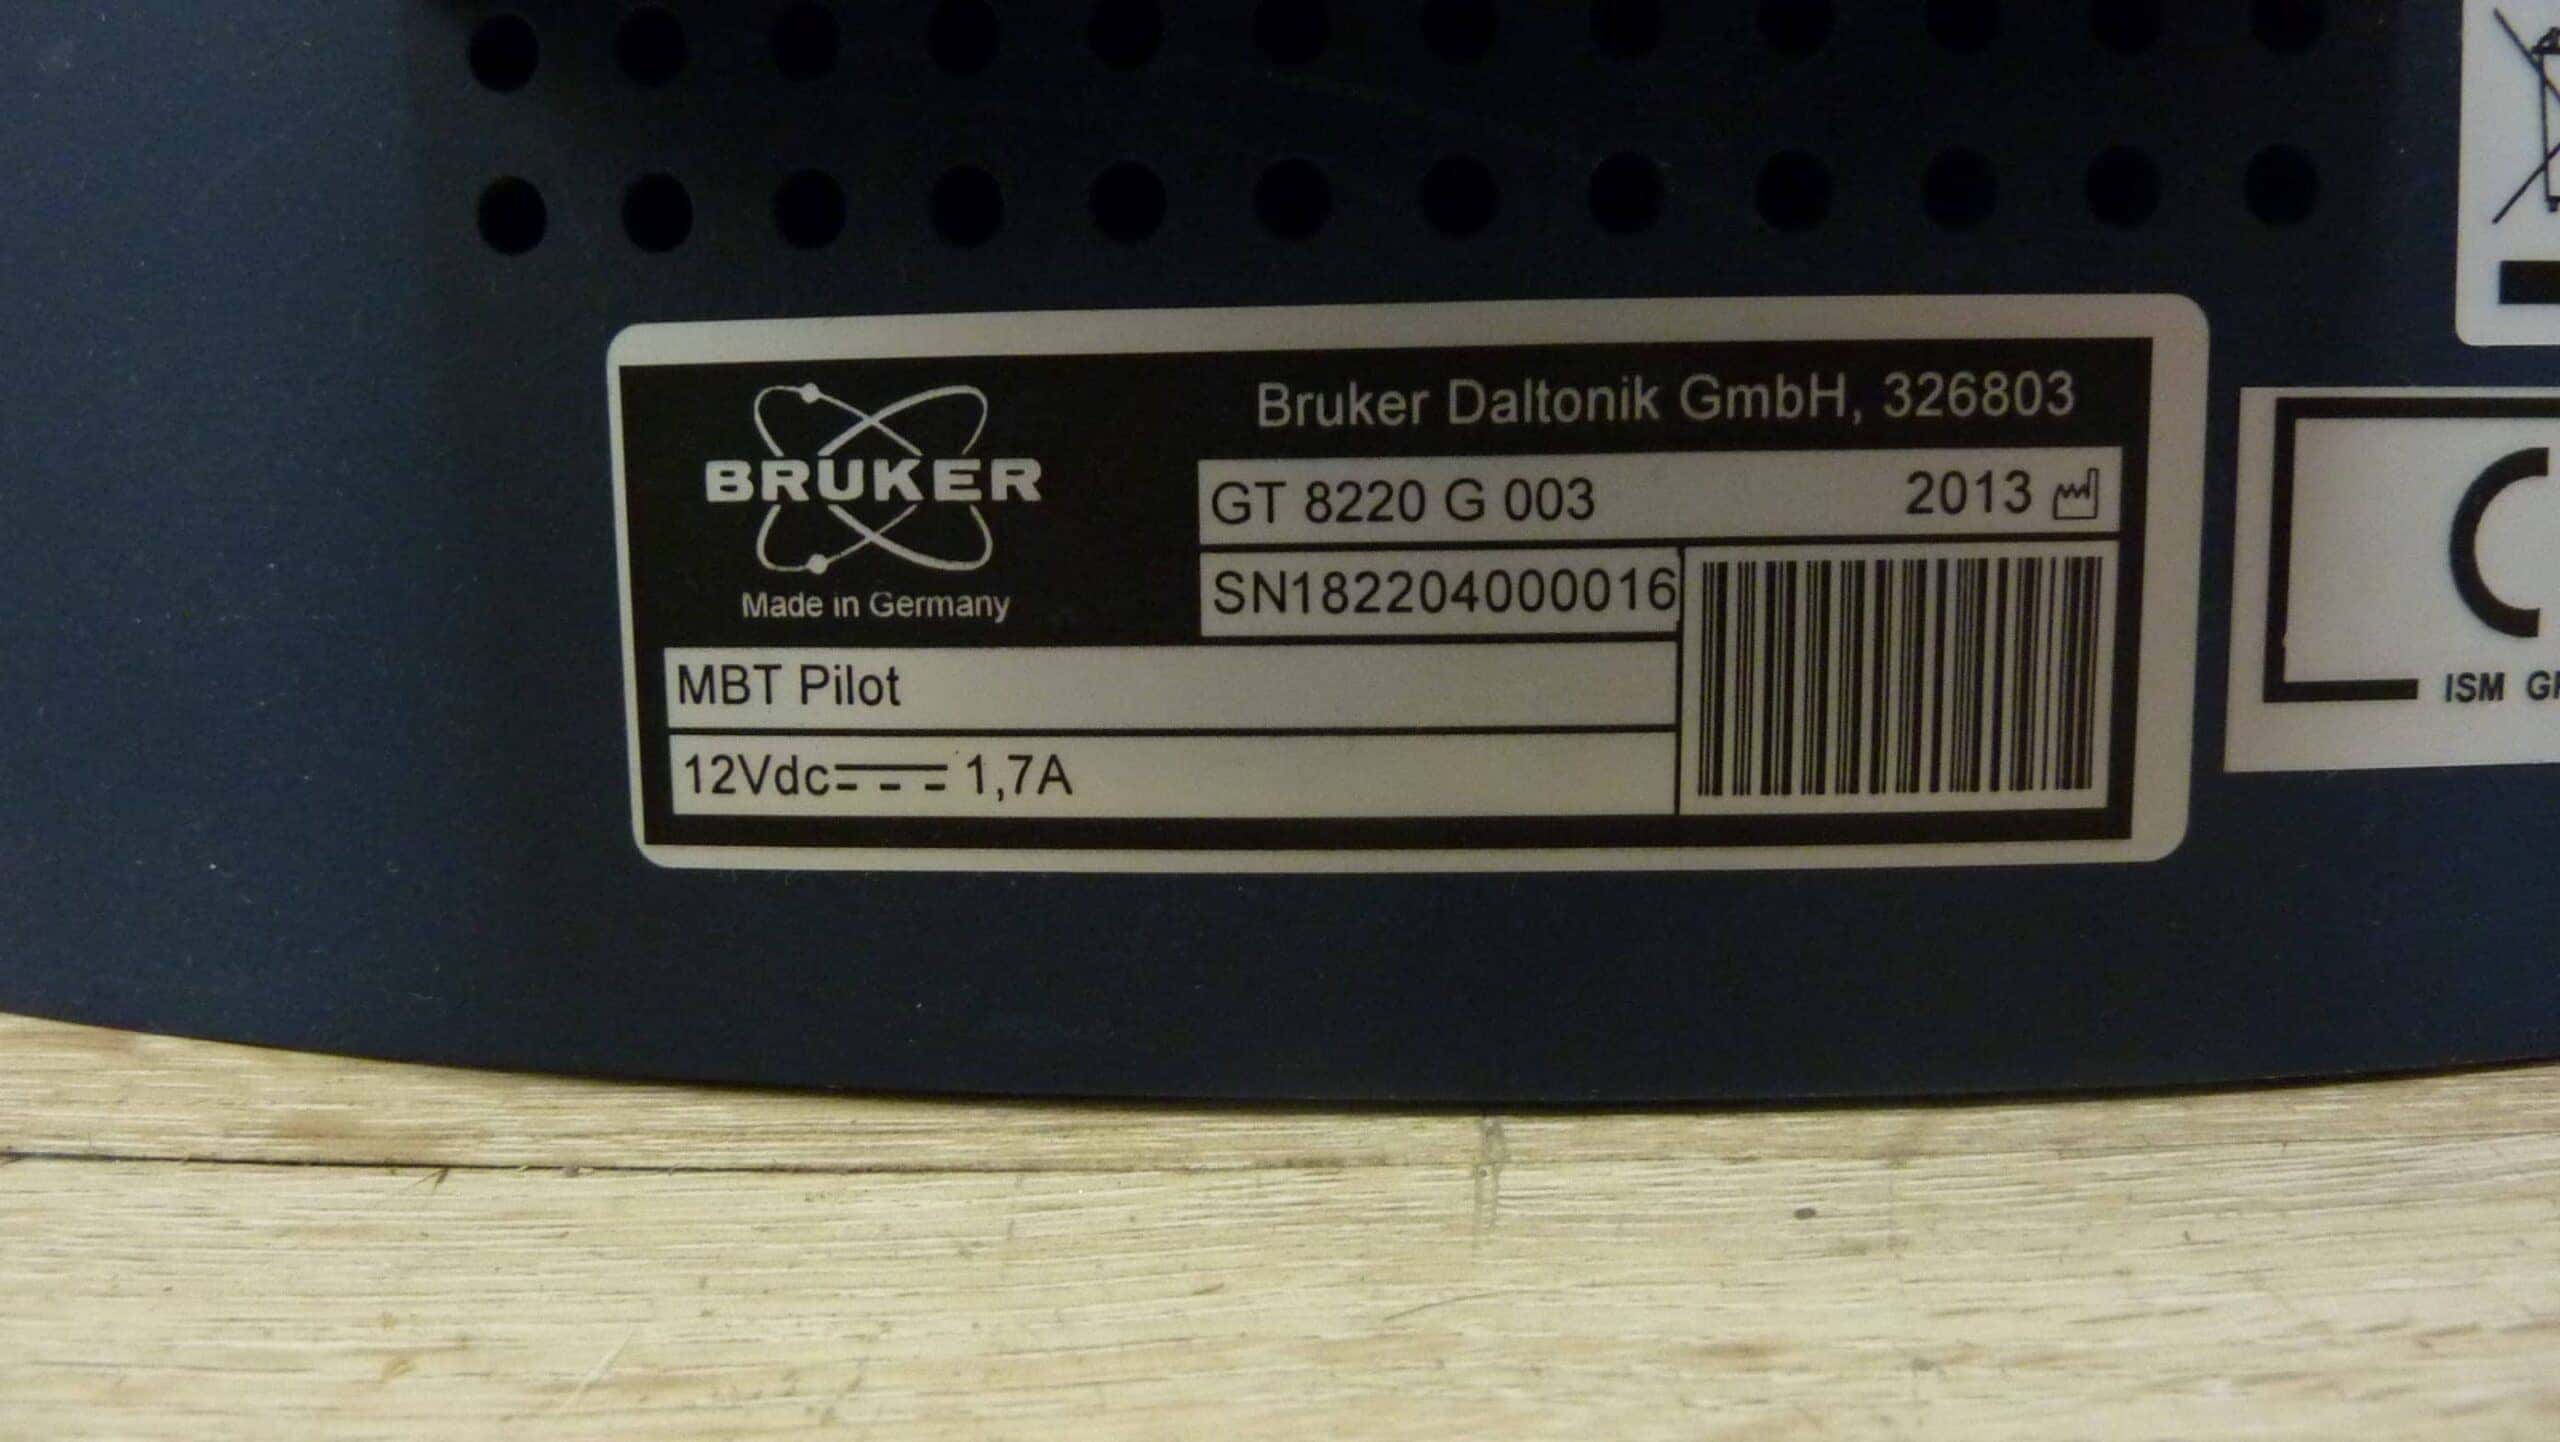 Bruker Daltonik GmbH, 326803
BRUKER
Made in Germany
GT 8220 G 003 2013
SN182204000016
MBT Pilot
12Vdc 1,7A
ISM